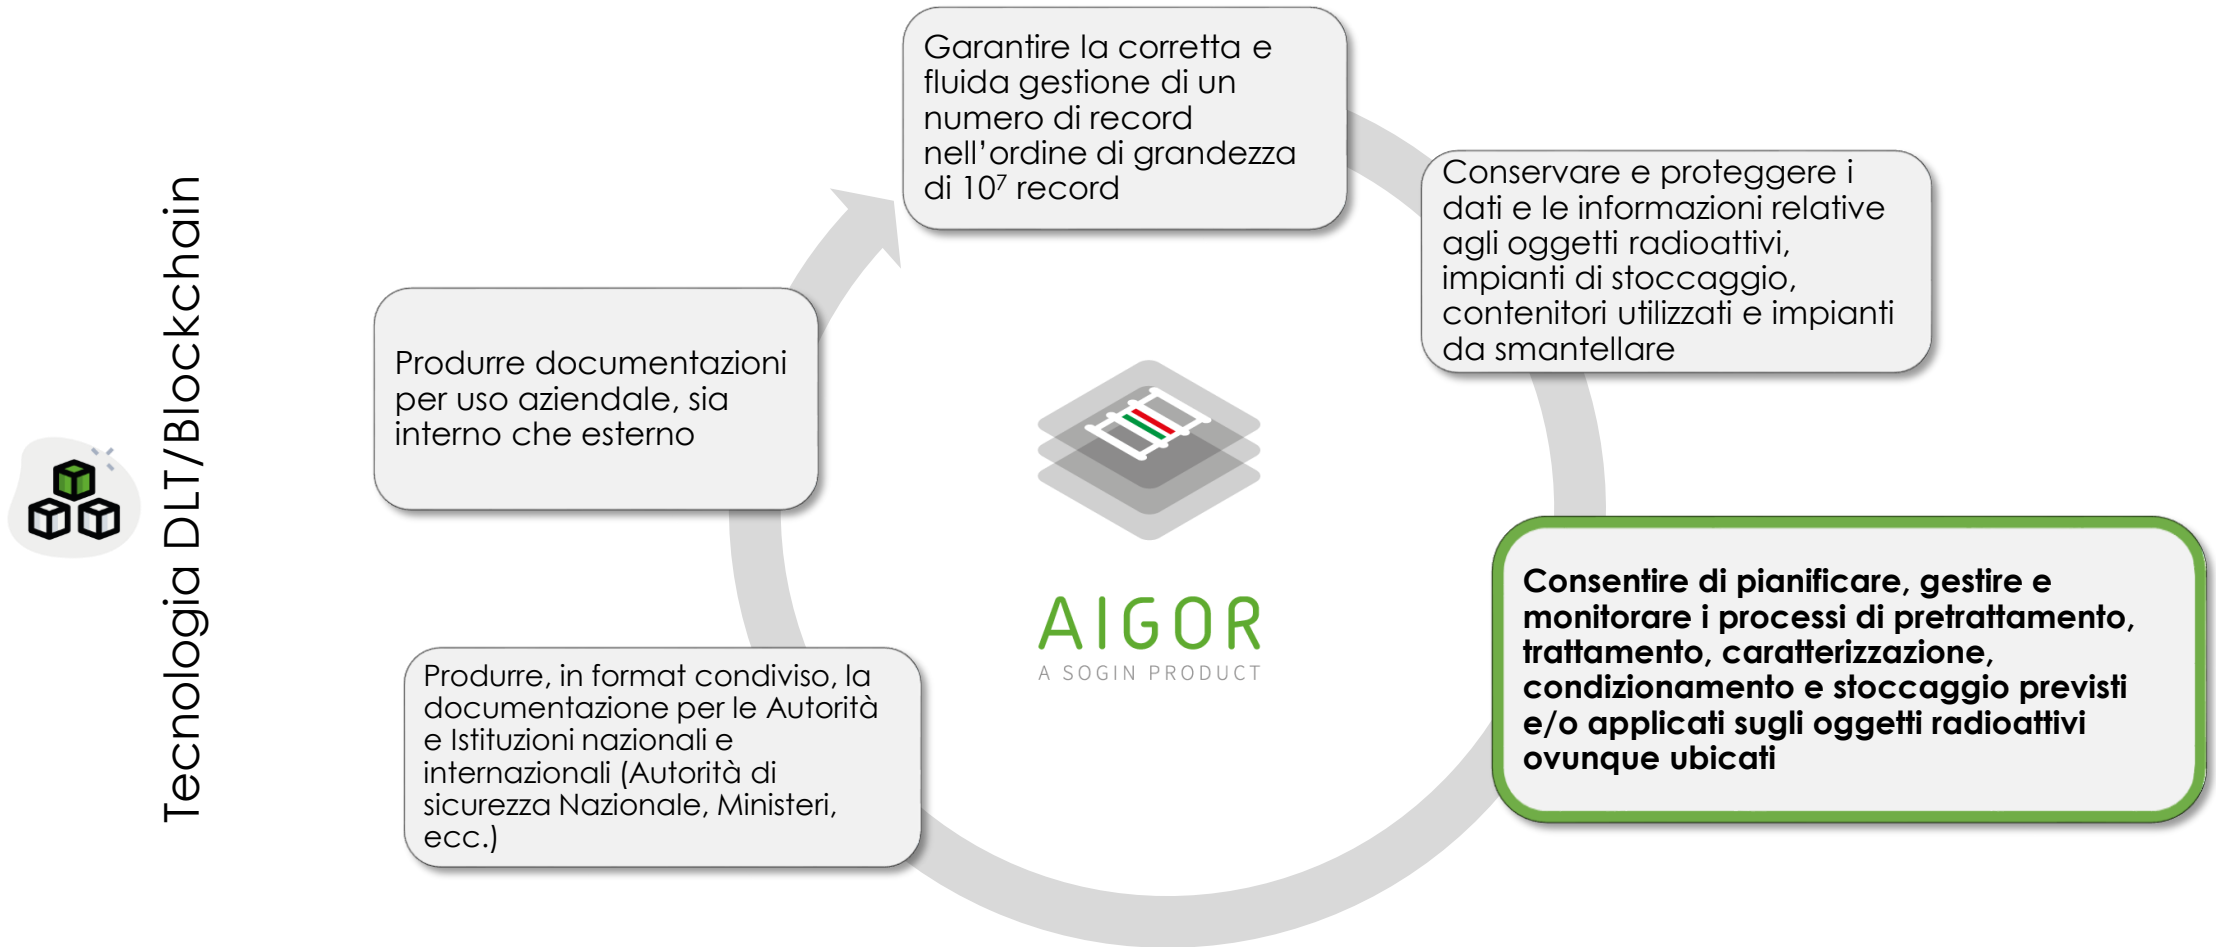 Tecnologia DLT/Blockchain
Garantire la corretta e
fluida gestione di un
numero di record
nell’ordine di grandezza
di 10⁷ record
Conservare e proteggere i
dati e le informazioni relative
agli oggetti radioattivi,
impianti di stoccaggio,
contenitori utilizzati e impianti
da smantellare
Consentire di pianificare, gestire e
monitorare i processi di pretrattamento,
trattamento, caratterizzazione,
condizionamento e stoccaggio previsti
e/o applicati sugli oggetti radioattivi
ovunque ubicati
Produrre, in format condiviso, la
documentazione per le Autorità
e Istituzioni nazionali e
internazionali (Autorità di
sicurezza Nazionale, Ministeri,
ecc.)
Produrre documentazioni
per uso aziendale, sia
interno che esterno
AIGOR
A SOGIN PRODUCT